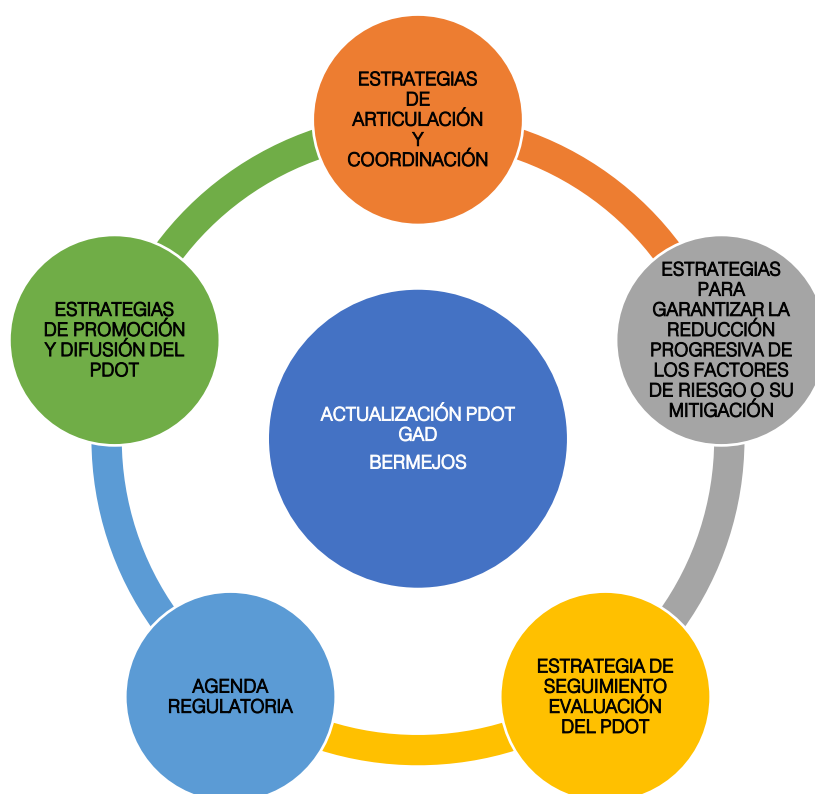 ESTRATEGIAS
DE
ARTICULACIÓN
Y
COORDINACIÓN
ESTRATEGIAS
PARA
GARANTIZAR LA
REDUCCIÓN
PROGRESIVA DE
LOS FACTORES
DE RIESGO O SU
MITIGACIÓN
ESTRATEGIA DE
SEGUIMIENTO
EVALUACIÓN
DEL PDOT
AGENDA
REGULATORIA
ESTRATEGIAS
DE PROMOCIÓN
Y DIFUSIÓN DEL
PDOT
ACTUALIZACIÓN PDOT
GAD
BERMEJOS